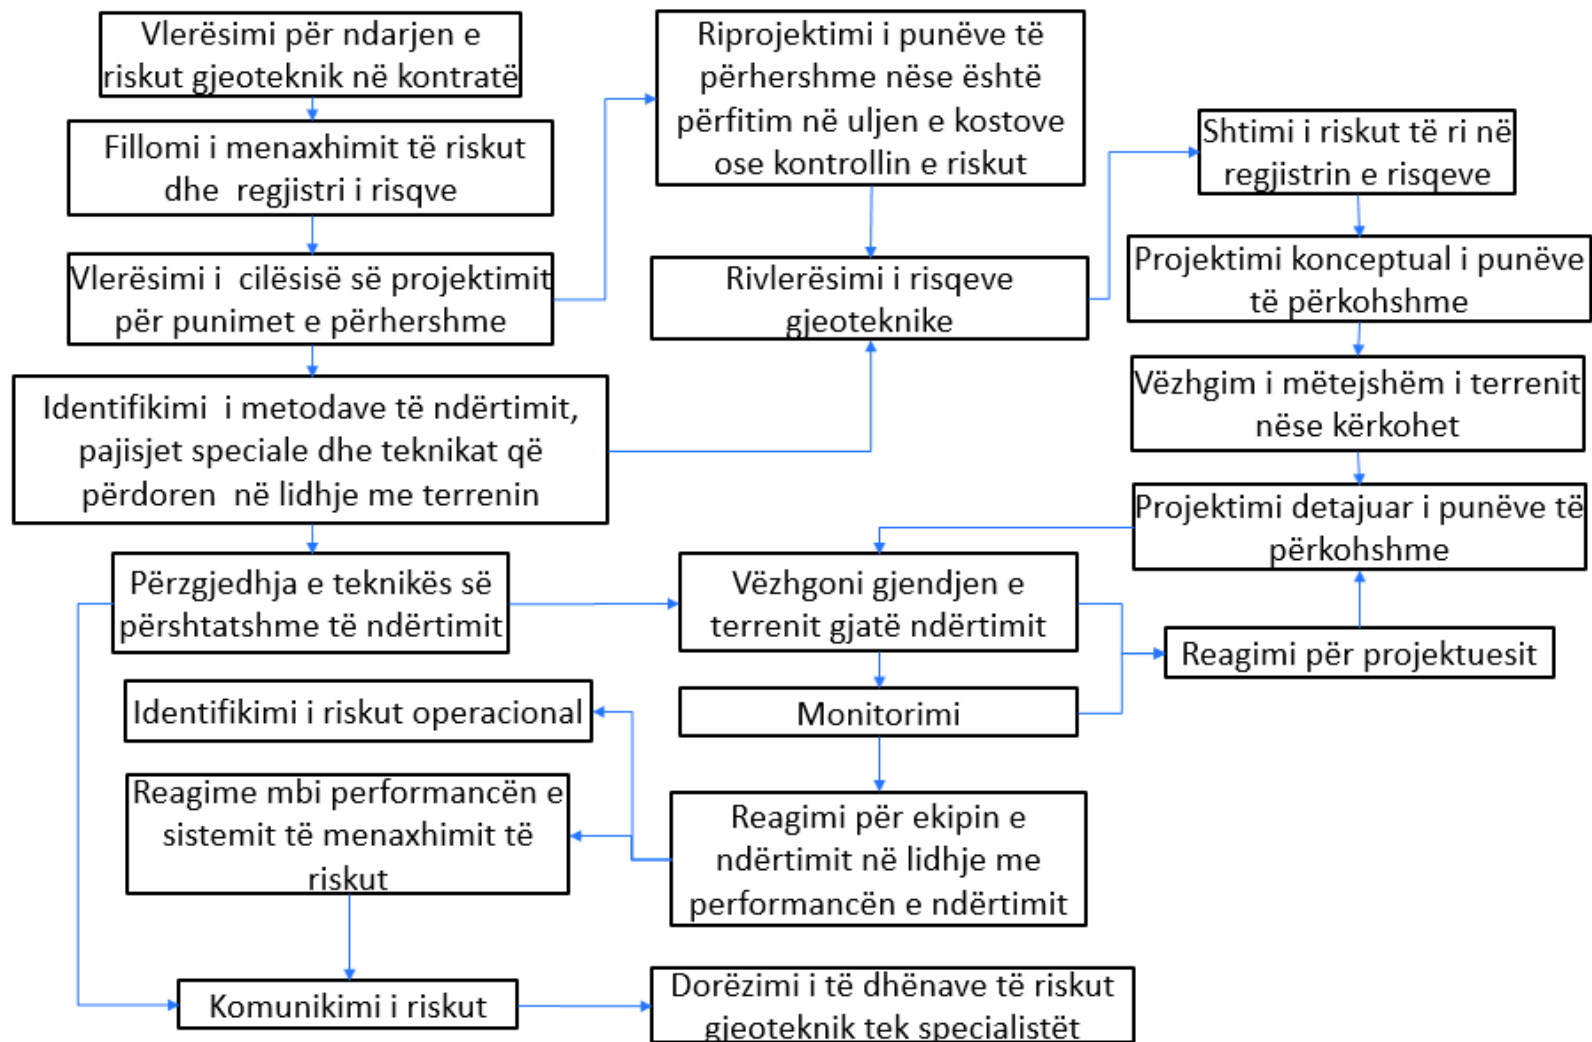 Vlerësimi për ndarjen e
riskut gjeoteknik në kontratë
Fillomi i menaxhimit të riskut
dhe regjistri i risqve
Vlerësimi i cilësisë së projektimit
për punimet e përhershme
Identifikimi i metodave të ndërtimit,
pajisjet speciale dhe teknikat që
përdoren në lidhje me terrenin
Përzgjedhja e teknikës së
përshtatshme të ndërtimit
Riprojektimi i punëve të
përhershme nëse është
përfitim në uljen e kostove
ose kontrollin e riskut
Rivlerësimi i risqeve
gjeoteknike
Shtimi i riskut të ri në
regjistrin e risqeve
Projektimi konceptual i punëve
të përkohshme
Vëzhgim i mëtejshëm i terrenit
nëse kërkohet
Projektimi detajuar i punëve të
përkohshme
Vëzhgoni gjendjen e
terrenit gjatë ndërtimit
Reagimi për projektuesit
Monitorimi
Identifikimi i riskut operacional
Reagime mbi performancën e
sistemit të menaxhimit të
riskut
Reagimi për ekipin e
ndërtimit në lidhje me
performancën e ndërtimit
Komunikimi i riskut
Dorëzimi i të dhënave të riskut
gjeoteknik tek specialistët